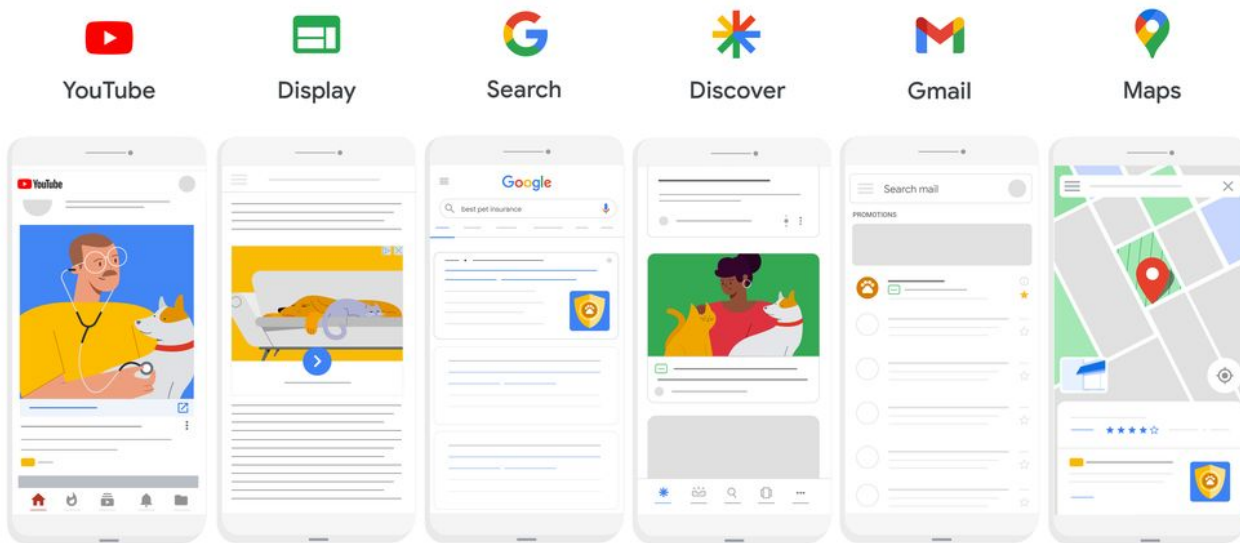 YouTube
Display
Search
Discover
Gmail
Maps
YouTube
Google
best pet insurance
Search mail
PROMOTIONS